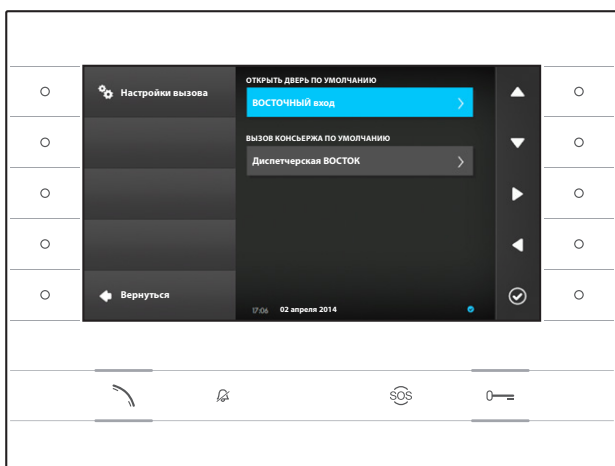 Настройки вызова
ОТКРЫТЬ ДВЕРЬ ПО УМОЛЧАНИЮ
ВОСТОЧНЫЙ вход
ВЫЗОВ КОНСЬЕРЖА ПО УМОЛЧАНИЮ
Диспетчерская ВОСТОК
Вернуться
17:06 02 апреля 2014
SOS